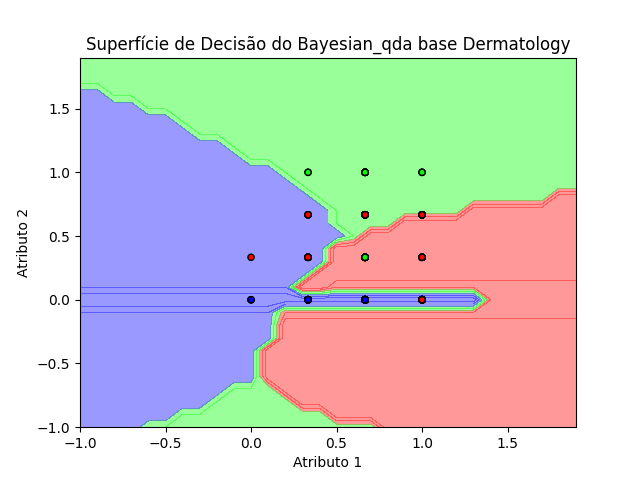 Superfície de Decisão do Bayesian_qda base Dermatology
Atributo 2
1.5
1.0
0.5
0.0
−0.5
−1.0
−1.0 −0.5 0.0 0.5 1.0 1.5
Atributo 1